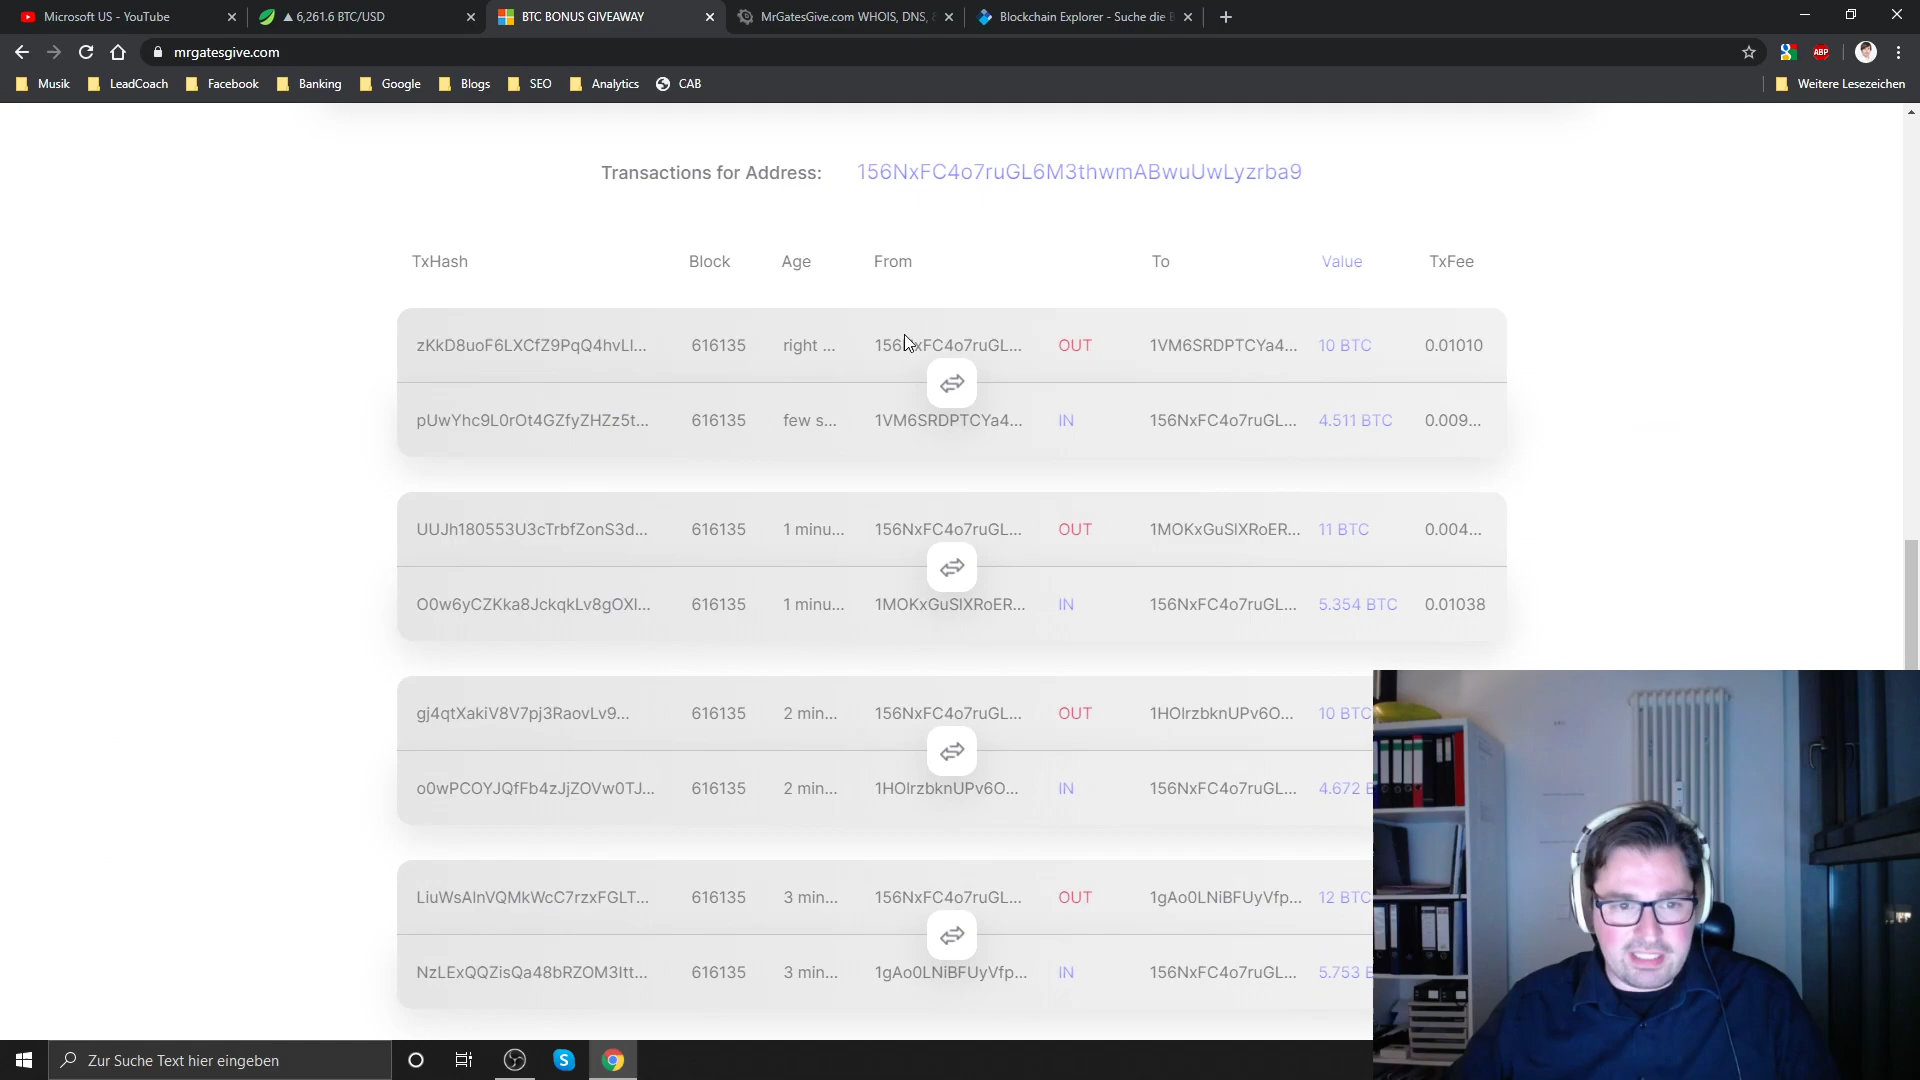 Microsoft US - YouTube
▲ 6,261.6 BTC/USD
BTC BONUS GIVEAWAY
MrGatesGive.com WHOIS, DNS,
Blockchain Explorer - Suche die B
mrgatesgive.com
ABP
Musik
LeadCoach
Facebook
Banking
Google
Blogs
SEO
Analytics
CAB
Weitere Lesezeichen
Transactions for Address: 156NxFC4o7ruGL6M3thwmABwuUwLyzrba9
TxHash Block Age From To Value TxFee
zKkD8uoF6LXCfZ9PqQ4hvLl... 616135 right ... 156NxFC4o7ruGL... OUT 1VM6SRDPTCYa4... 10 BTC 0.01010
pUwYhc9L0rOt4GZfyZHZz5t... 616135 few s... 1VM6SRDPTCYa4... IN 156NxFC4o7ruGL... 4.511 BTC 0.009...
UUJh180553U3cTrbfZonS3d... 616135 1 minu... 156NxFC4o7ruGL... OUT 1MOKxGuSlXRoER... 11 BTC 0.004...
O0w6yCZKka8JckqkLv8gOXl... 616135 1 minu... 1MOKxGuSlXRoER... IN 156NxFC4o7ruGL... 5.354 BTC 0.01038
gj4qtXakiV8V7pj3RaovLv9... 616135 2 min... 156NxFC4o7ruGL... OUT 1HOlrzbknUPv6O... 10 BTC
o0wPCOYJQfFb4zJjZOVw0TJ... 616135 2 min... 1HOlrzbknUPv6O... IN 156NxFC4o7ruGL... 4.672 B
LiuWsAlnVQMkWcC7rzxFGLT... 616135 3 min... 156NxFC4o7ruGL... OUT 1gAo0LNiBFUyVfp... 12 BTC
NzLExQQZisQa48bRZOM3Itt... 616135 3 min... 1gAo0LNiBFUyVfp... IN 156NxFC4o7ruGL... 5.753 B
Zur Suche Text hier eingeben